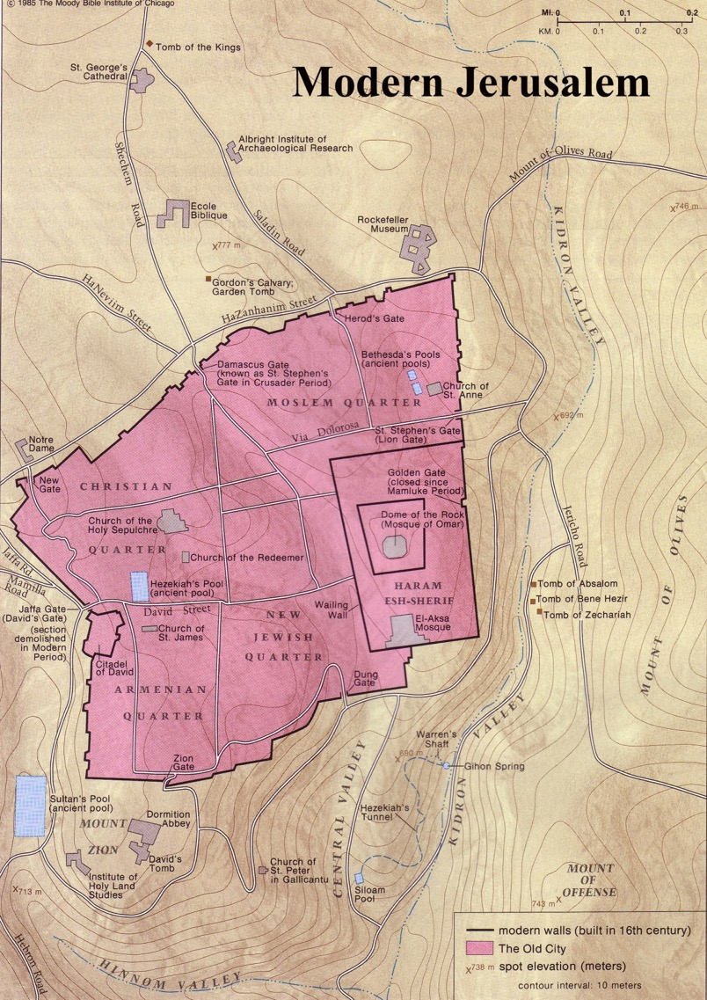 © 1985 The Moody Bible Institute of Chicago
MI. 0 0.1 0.2
KM. 0 0.1 0.2 0.3
Modern Jerusalem
Tomb of the Kings
St. George's
Cathedral
Albright Institute of
Archaeological Research
Shechem Road
Mount of Olives Road
Ecole
Biblique
Saladin Road
Rockefeller
Museum
x746 m
x777 m
KIDRON VALLEY
Gordon's Calvary;
Garden Tomb
HaNeviim Street
HaZanhanim Street
Herod's Gate
Damascus Gate
(known as St. Stephen's
Gate in Crusader Period)
Bethesda's Pools
(ancient pools)
Church of
St. Anne
MOSLEM QUARTER
x692 m
Via Dolorosa
St. Stephen's Gate
(Lion Gate)
Notre
Dame
New
Gate
CHRISTIAN
QUARTER
Golden Gate
(closed since
Mamluke Period)
Dome of the Rock
(Mosque of Omar)
Church of the
Holy Sepulchre
Church of the Redeemer
Jericho Road
MOUNT OF OLIVES
Jaffa Rd
Mamilla
Road
Hezekiah's Pool
(ancient pool)
HARAM
ESH-SHERIF
Tomb of Absalom
Tomb of Bene Hezir
Tomb of Zechariah
Jaffa Gate
(David's Gate)
(section
demolished
in Modern
Period)
David Street
Wailing
Wall
El-Aksa
Mosque
Church of
St. James
NEW
JEWISH
QUARTER
Citadel
of David
Dung
Gate
ARMENIAN
QUARTER
Zion
Gate
Warren's
Shaft
x690 m
Gihon Spring
KIDRON VALLEY
CENTRAL VALLEY
Hezekiah's
Tunnel
Sultan's Pool
(ancient pool)
MOUNT
ZION
Dormition
Abbey
David's
Tomb
Institute of
Holy Land
Studies
Church of
St. Peter
in Gallicantu
Siloam
Pool
MOUNT
OF
OFFENSE
743 m x
x713 m
Hebron Road
HINNOM VALLEY
modern walls (built in 16th century)
The Old City
x738 m spot elevation (meters)
contour interval: 10 meters